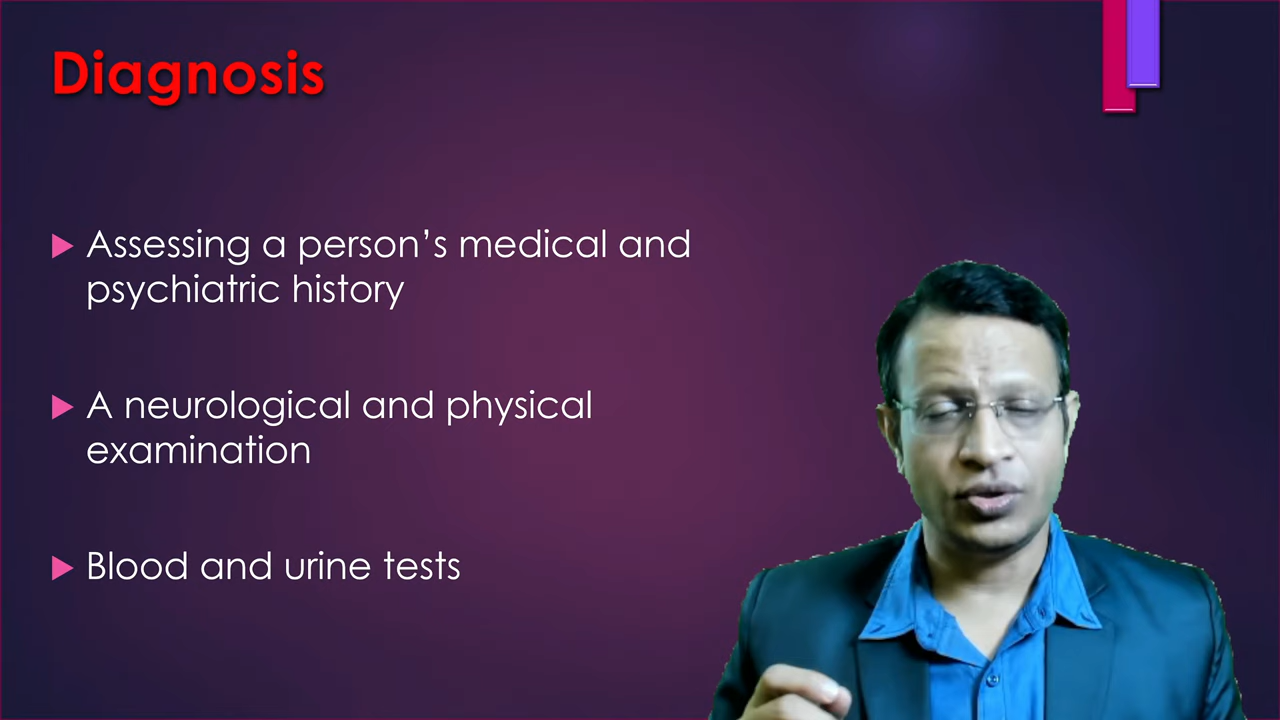 Diagnosis
Assessing a person’s medical and
psychiatric history
A neurological and physical
examination
Blood and urine tests